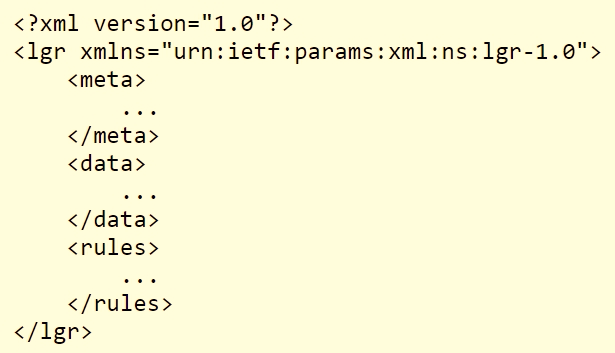 <?xml version="1.0"?>
<lgr xmlns="urn:ietf:params:xml:ns:lgr-1.0">
    <meta>
        ...
    </meta>
    <data>
        ...
    </data>
    <rules>
        ...
    </rules>
</lgr>